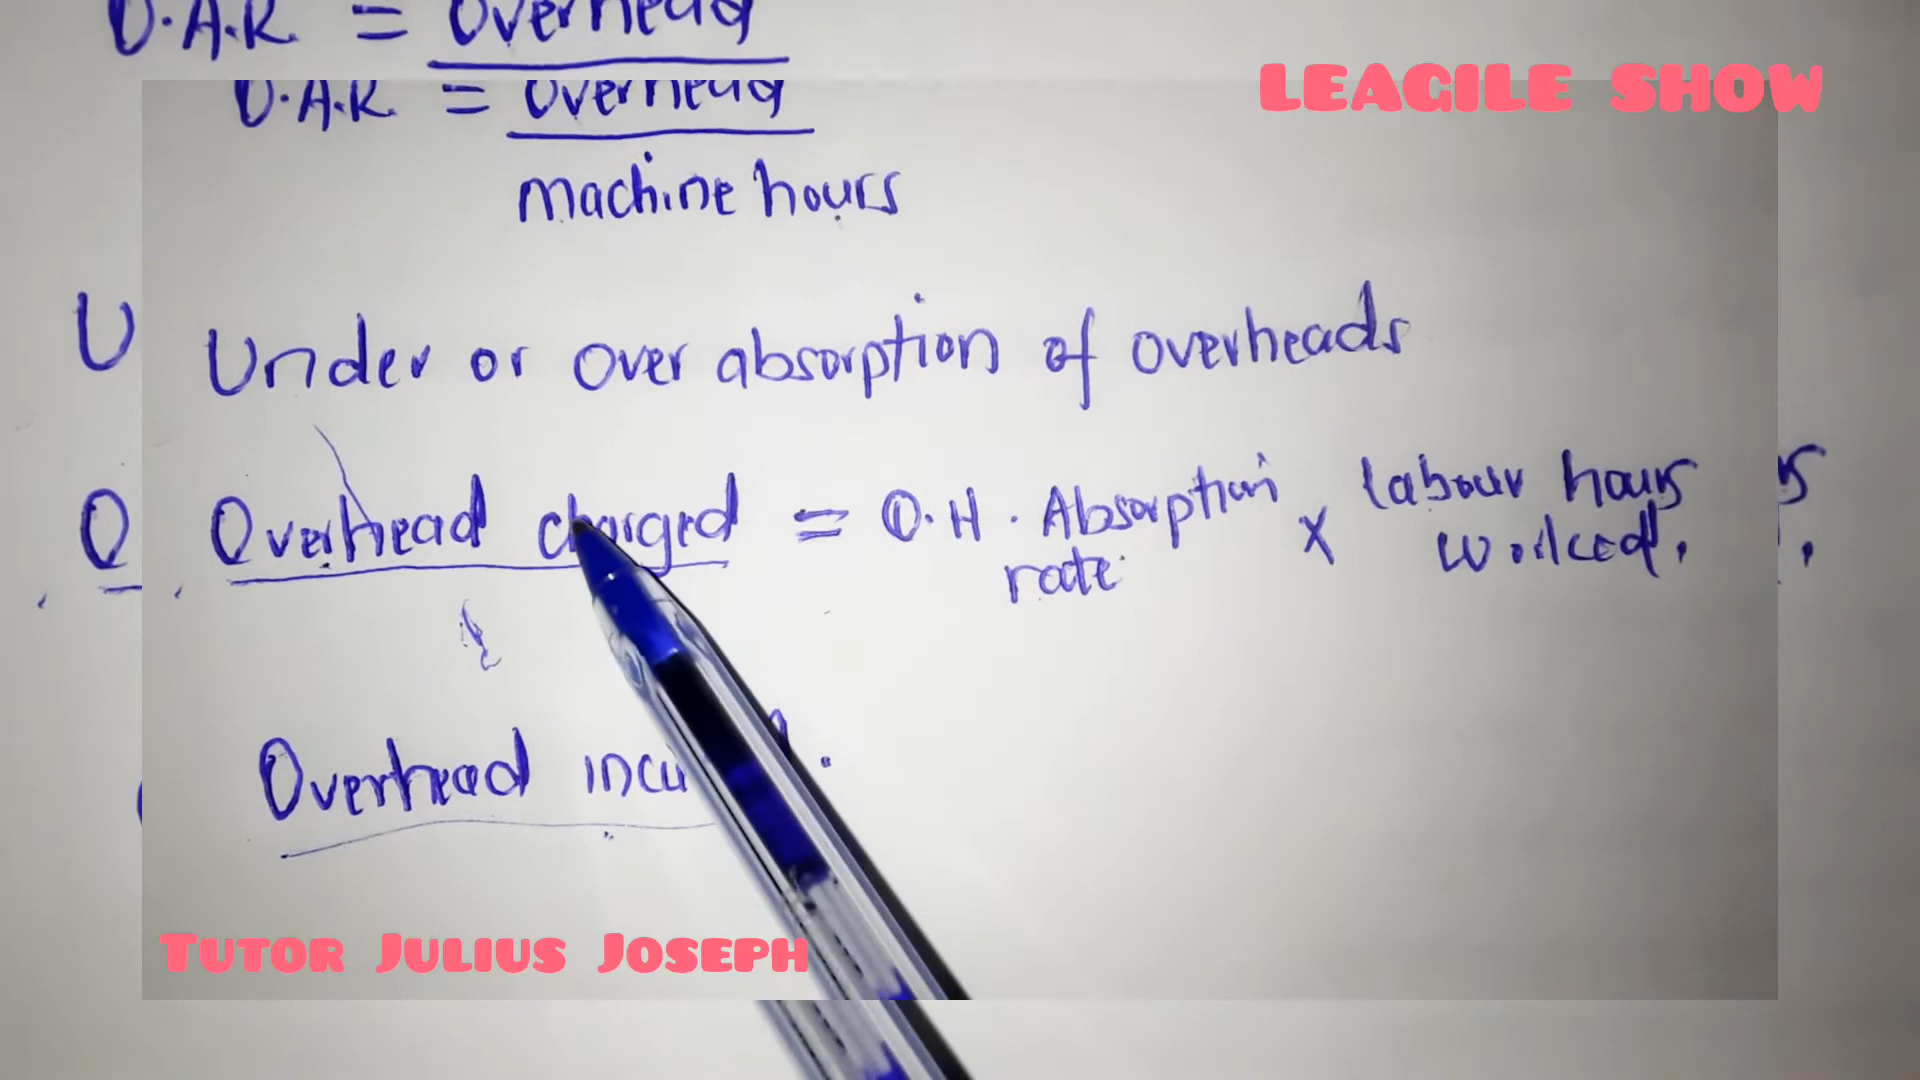 O.A.R. = Overhead
LEAGILE SHOW
O.A.R. = Overhead
machine hours
Under or over absorption of overheads
Overhead charged = O.H. Absorption rate x labour hours worked.
Overhead
TUTOR JULIUS JOSEPH